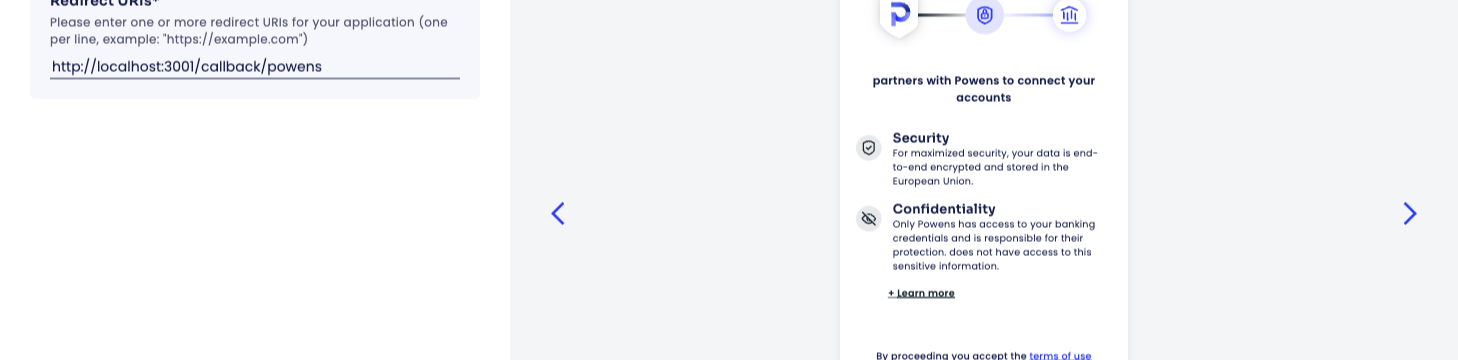 Redirect URIs*
Please enter one or more redirect URIs for your application (one
per line, example: "https://example.com")
http://localhost:3001/callback/powens
partners with Powens to connect your
accounts
Security
For maximized security, your data is end-
to-end encrypted and stored in the
European Union.
Confidentiality
Only Powens has access to your banking
credentials and is responsible for their
protection. does not have access to this
sensitive information.
+ Learn more
By proceeding you accept the terms of use